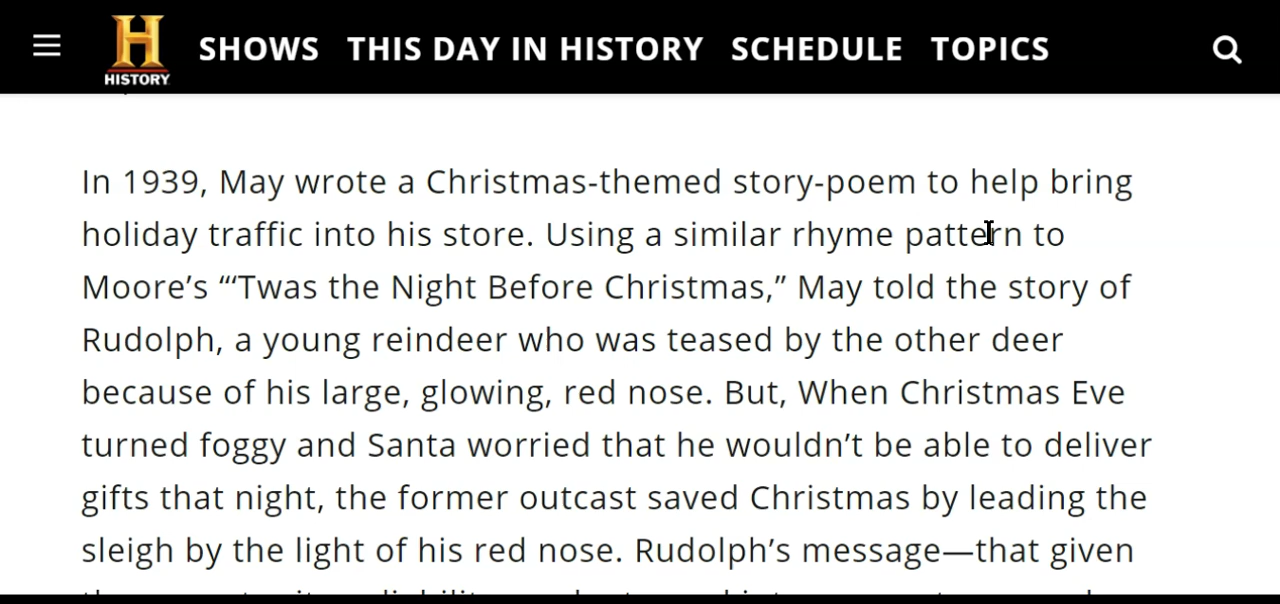 HISTORY
SHOWS THIS DAY IN HISTORY SCHEDULE TOPICS
In 1939, May wrote a Christmas-themed story-poem to help bring
holiday traffic into his store. Using a similar rhyme pattern to
Moore’s “‘Twas the Night Before Christmas,” May told the story of
Rudolph, a young reindeer who was teased by the other deer
because of his large, glowing, red nose. But, When Christmas Eve
turned foggy and Santa worried that he wouldn’t be able to deliver
gifts that night, the former outcast saved Christmas by leading the
sleigh by the light of his red nose. Rudolph’s message—that given